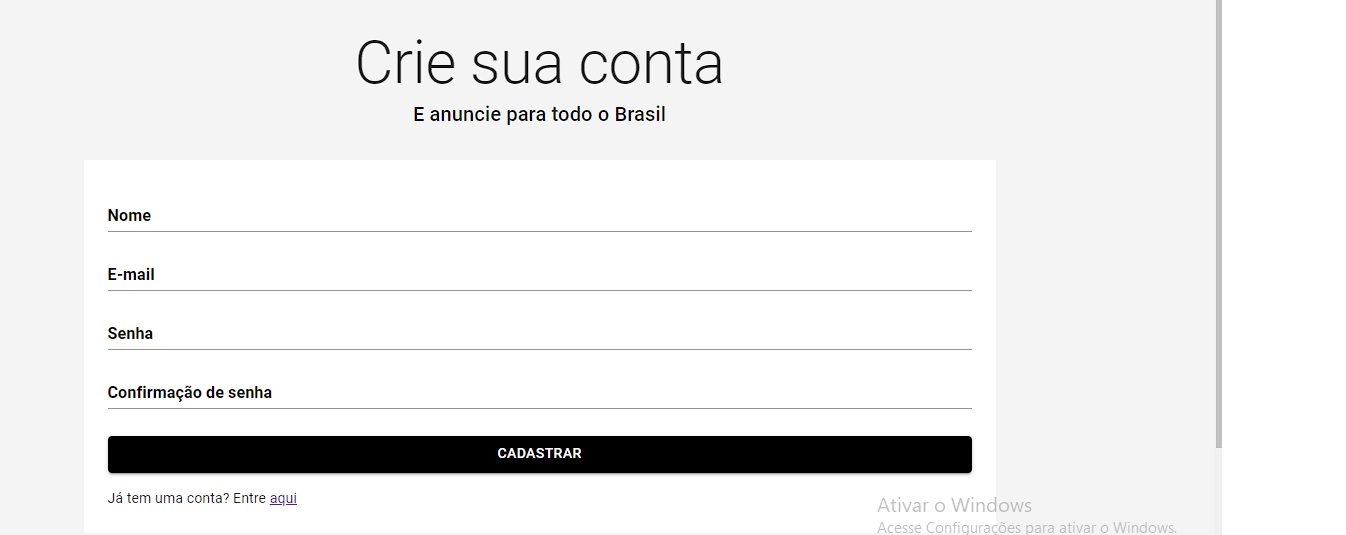 Crie sua conta
E anuncie para todo o Brasil
Nome
E-mail
Senha
Confirmação de senha
CADASTRAR
Já tem uma conta? Entre aqui
Ativar o Windows
Acesse Configurações para ativar o Windows.